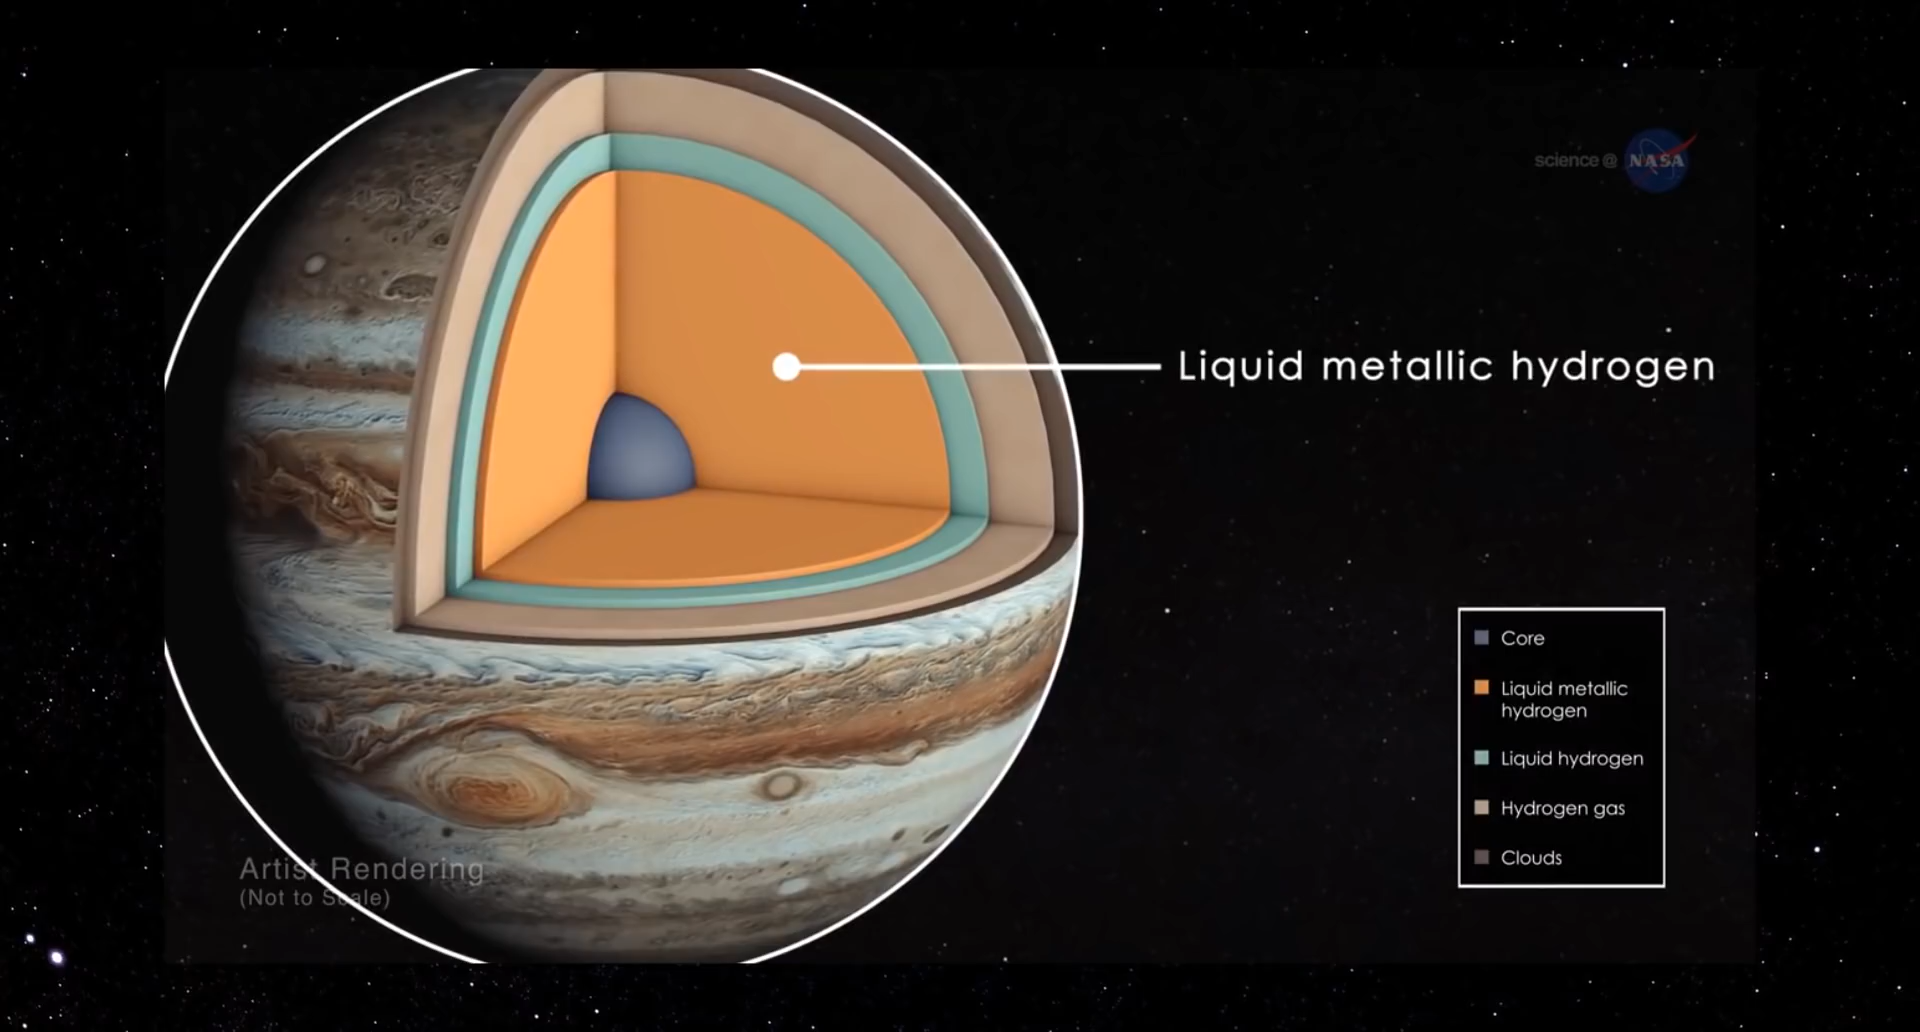 science @ NASA
Liquid metallic hydrogen
Core
Liquid metallic
hydrogen
Liquid hydrogen
Hydrogen gas
Clouds
Artist Rendering
(Not to Scale)